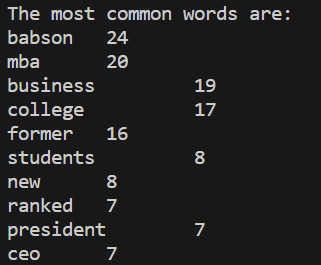 The most common words are:
babson 24
mba 20
business 19
college 17
former 16
students 8
new 8
ranked 7
president 7
ceo 7